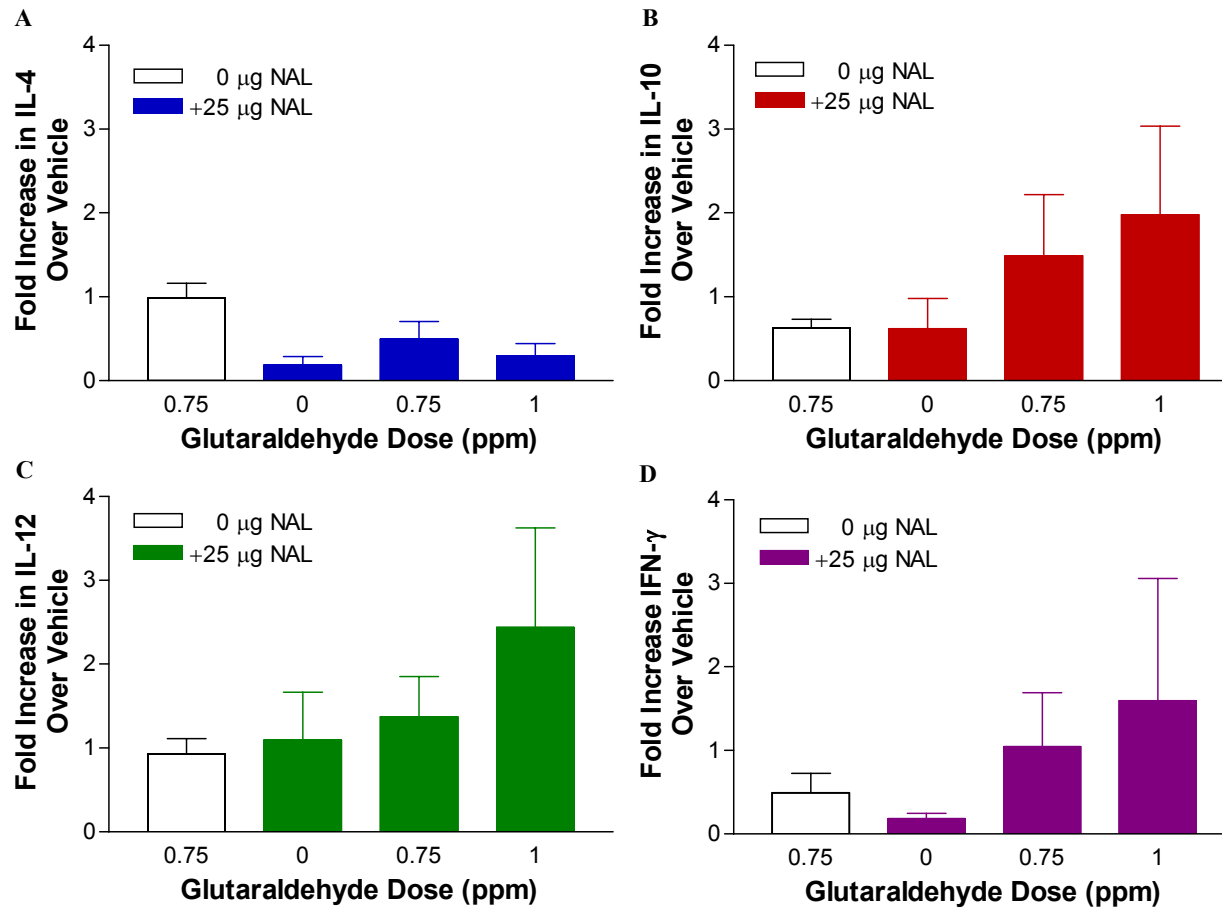 A
Fold Increase in IL-4
Over Vehicle
4
3
2
1
0
0 μg NAL
+25 μg NAL
0.75 0 0.75 1
Glutaraldehyde Dose (ppm)
B
Fold Increase in IL-10
Over Vehicle
4
3
2
1
0
0 μg NAL
+25 μg NAL
0.75 0 0.75 1
Glutaraldehyde Dose (ppm)
C
Fold Increase in IL-12
Over Vehicle
4
3
2
1
0
0 μg NAL
+25 μg NAL
0.75 0 0.75 1
Glutaraldehyde Dose (ppm)
D
Fold Increase IFN-γ
Over Vehicle
4
3
2
1
0
0 μg NAL
+25 μg NAL
0.75 0 0.75 1
Glutaraldehyde Dose (ppm)